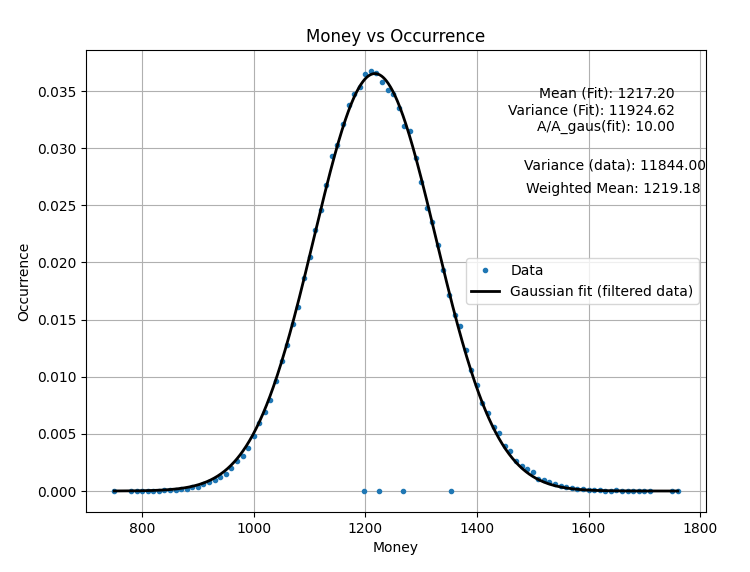 Money vs Occurrence
0.035
0.030
0.025
0.020
0.015
0.010
0.005
0.000
Occurrence
Mean (Fit): 1217.20
Variance (Fit): 11924.62
A/A_gaus(fit): 10.00
Variance (data): 11844.00
Weighted Mean: 1219.18
Data
Gaussian fit (filtered data)
800 1000 1200 1400 1600 1800
Money